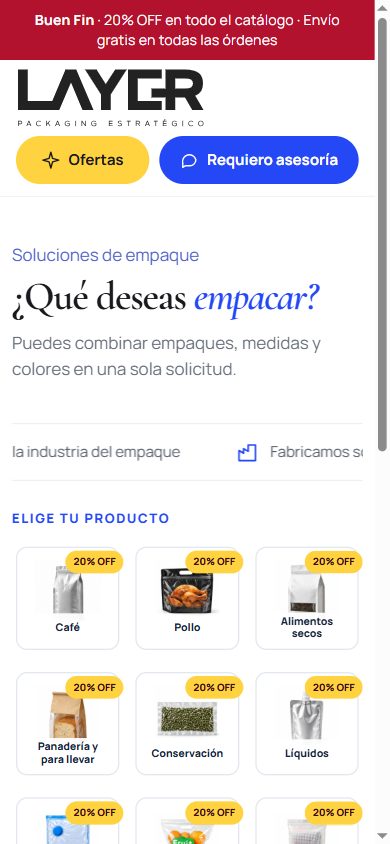 Buen Fin · 20% OFF en todo el catálogo · Envío
gratis en todas las órdenes
LAYER
PACKAGING ESTRATÉGICO
Ofertas
Requiero asesoría
Soluciones de empaque
¿Qué deseas empacar?
Puedes combinar empaques, medidas y
colores en una sola solicitud.
la industria del empaque
Fabricamos so
ELIGE TU PRODUCTO
20% OFF
20% OFF
20% OFF
Café
Pollo
Alimentos
secos
20% OFF
20% OFF
20% OFF
Panadería y
para llevar
Conservación
Líquidos
20% OFF
20% OFF
20% OFF
Fruit